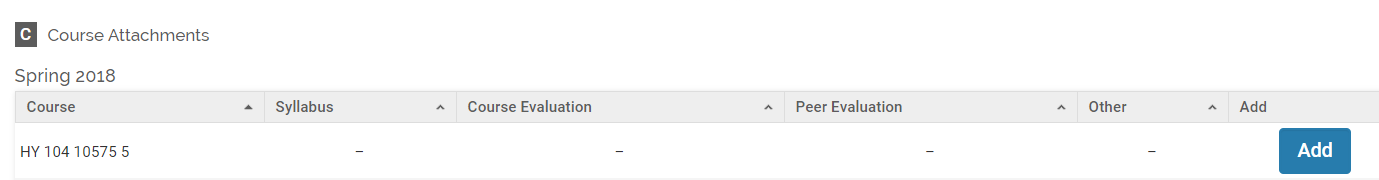 C Course Attachments
Spring 2018
Course Syllabus Course Evaluation Peer Evaluation Other Add
HY 104 10575 5 – – – – Add